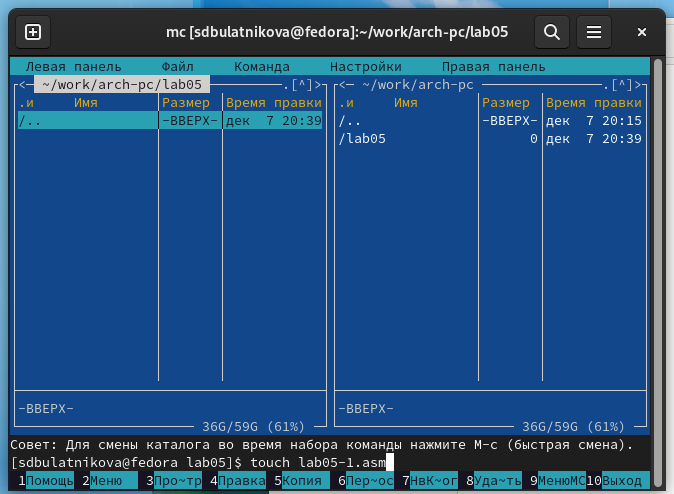 mc [sdbulatnikova@fedora]:~/work/arch-pc/lab05
Левая панель Файл Команда Настройки Правая панель
<— ~/work/arch-pc/lab05 .[^]>
.и Имя Размер Время правки
/.. -ВВЕРХ- дек 7 20:39
-ВВЕРХ-
36G/59G (61%)
<— ~/work/arch-pc .[^]>
.и Имя Размер Время правки
/.. -ВВЕРХ- дек 7 20:15
/lab05 0 дек 7 20:39
-ВВЕРХ-
36G/59G (61%)
Совет: Для смены каталога во время набора команды нажмите M-c (быстрая смена).
[sdbulatnikova@fedora lab05]$ touch lab05-1.asm
1Помощь 2Меню 3Про~тр 4Правка 5Копия 6Пер~ос 7НвК~ог 8Уда~ть 9МенюMC 10Выход